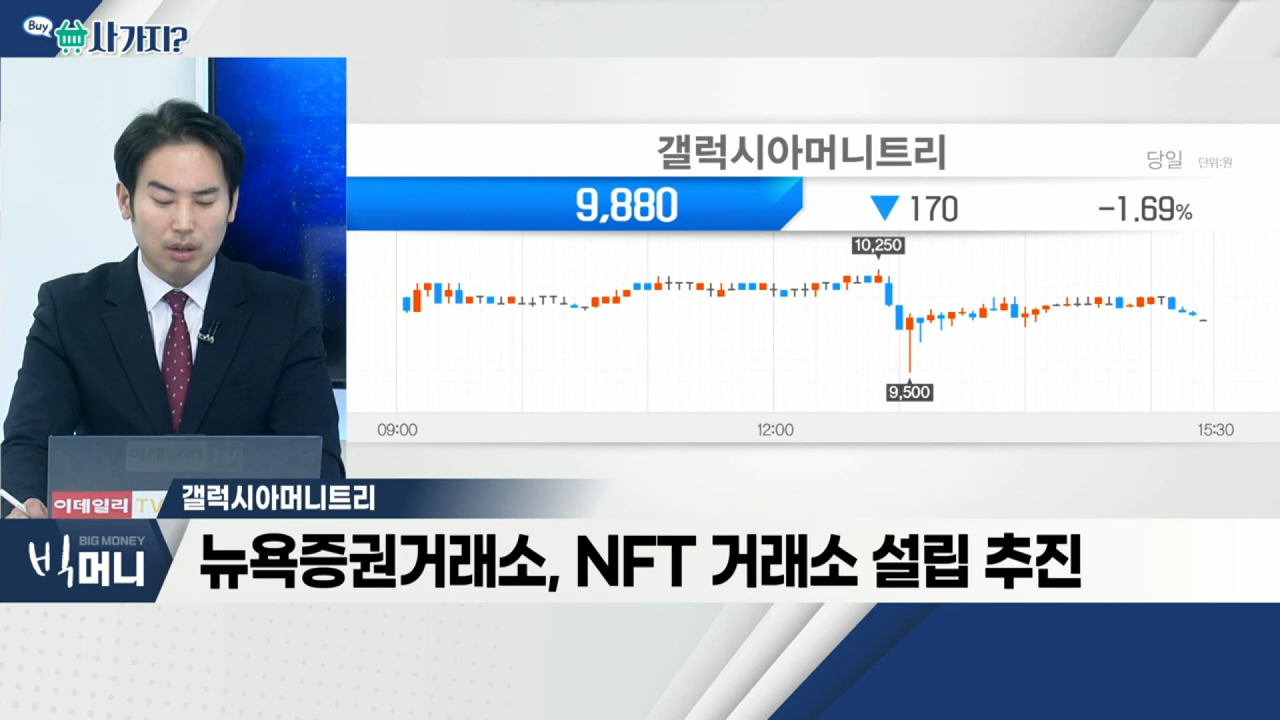 Buy
사가지?
갤럭시아머니트리
당일 단위:원
9,880
▼ 170
-1.69%
10,250
9,500
09:00
12:00
15:30
이데일리 TV
갤럭시아머니트리
BIG MONEY
빅머니
뉴욕증권거래소, NFT 거래소 설립 추진